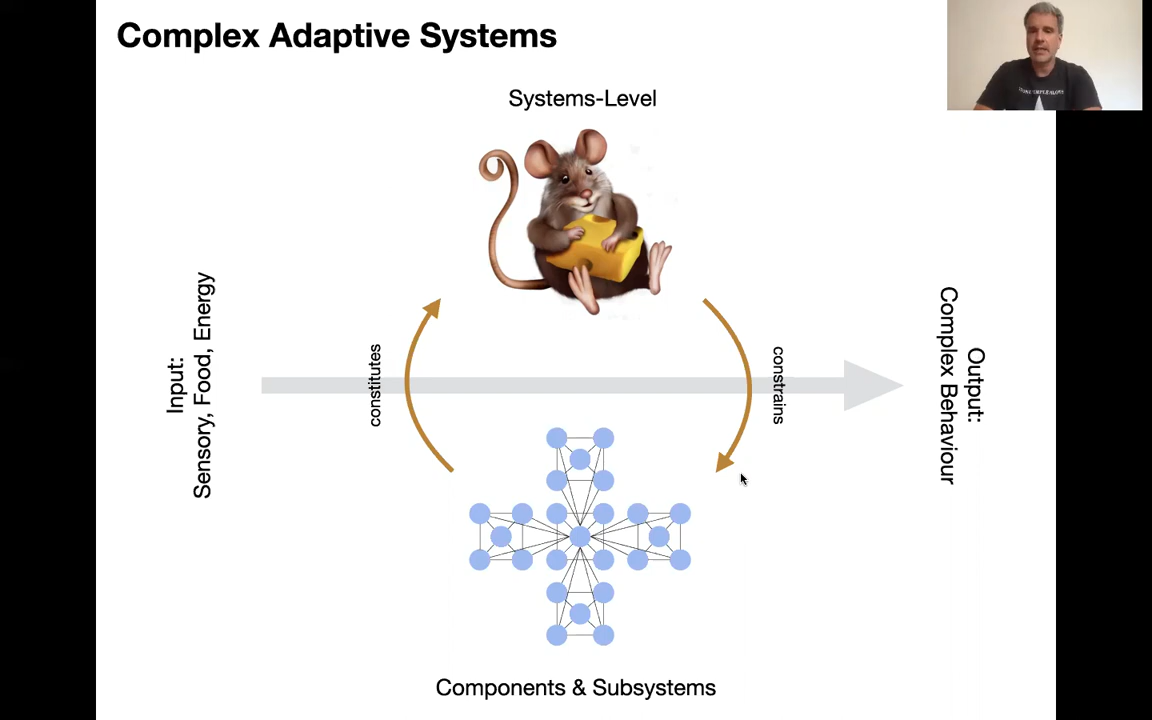 Complex Adaptive Systems
Systems-Level
Input:
Sensory, Food, Energy
constitutes
constrains
Output:
Complex Behaviour
Components & Subsystems